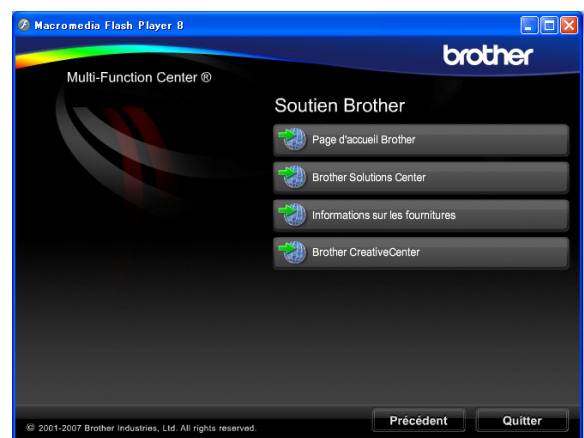 Macromedia Flash Player 8
brother
Multi-Function Center ®
Soutien Brother
Page d'accueil Brother
Brother Solutions Center
Informations sur les fournitures
Brother CreativeCenter
Précédent
Quitter
© 2001-2007 Brother Industries, Ltd. All rights reserved.